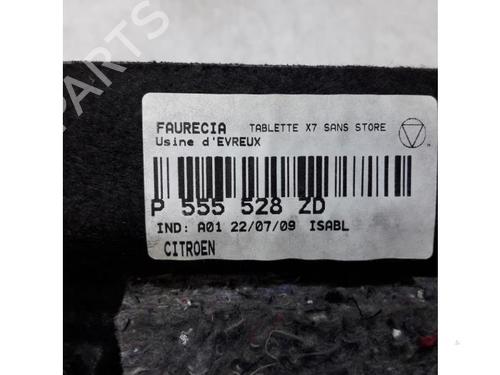 PARTS
FAURECIA TABLETTE X7 SANS STORE
Usine d'EVREUX
P 555 528 ZD
IND: A01 22/07/09 ISABL
CITROEN